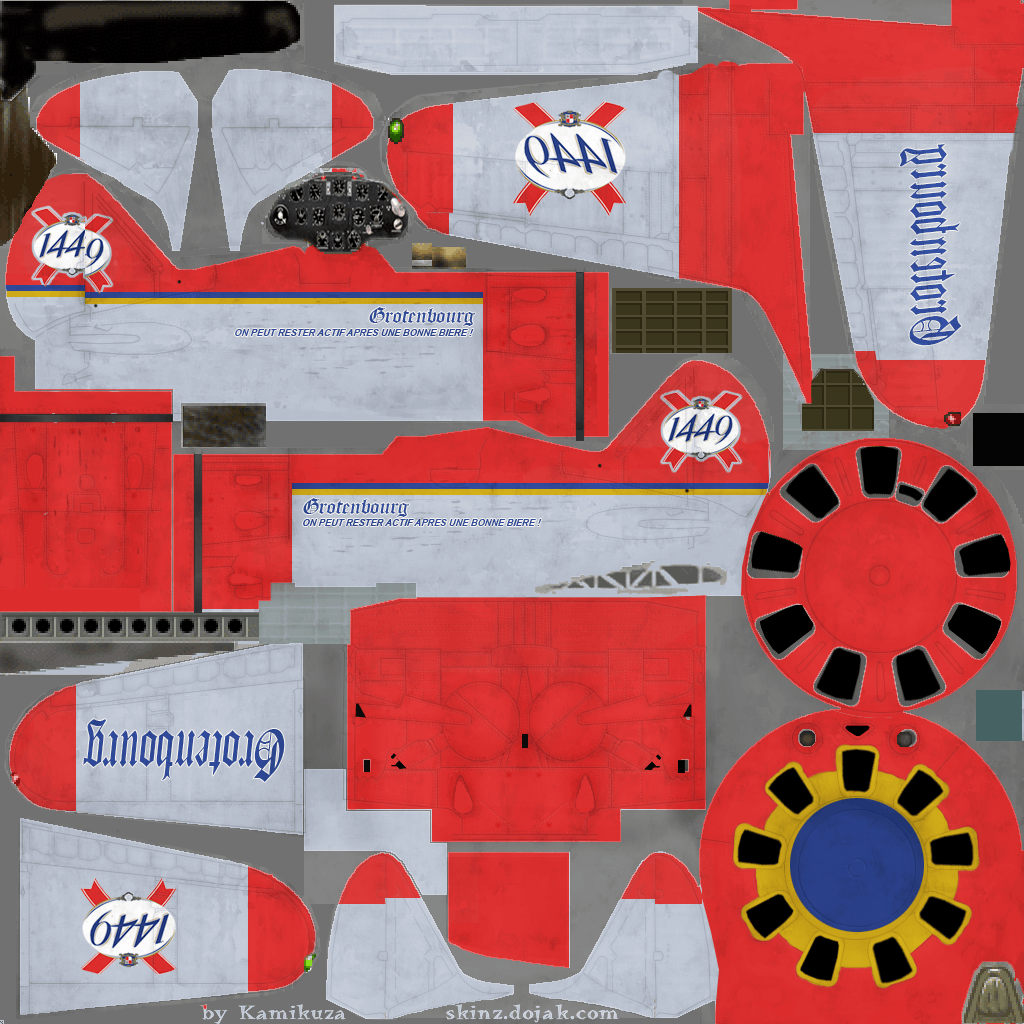 1449
Grotenbourg
1449
Grotenbourg
ON PEUT RESTER ACTIF APRES UNE BONNE BIERE !
1449
Grotenbourg
ON PEUT RESTER ACTIF APRES UNE BONNE BIERE !
Grotenbourg
1449
by Kamikuza
skinz.dojak.com